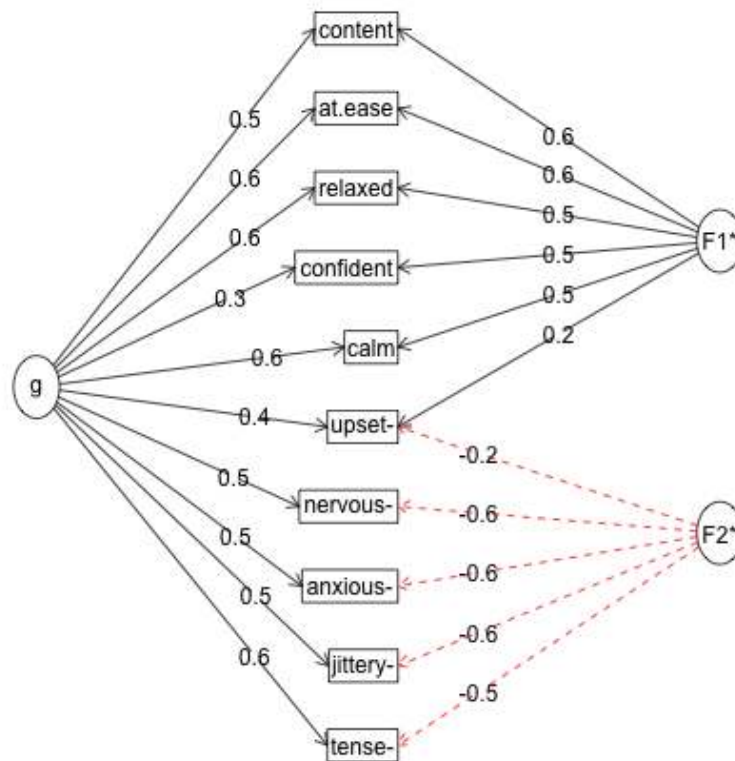 content
0.5
0.6
at.ease
0.6
0.6
relaxed
0.6
0.5
F1*
confident
0.5
0.3
0.5
calm
0.6
0.2
g
upset-
0.4
-0.2
0.5
nervous-
-0.6
F2*
0.5
anxious-
-0.6
0.5
jittery-
-0.6
0.6
-0.5
tense-